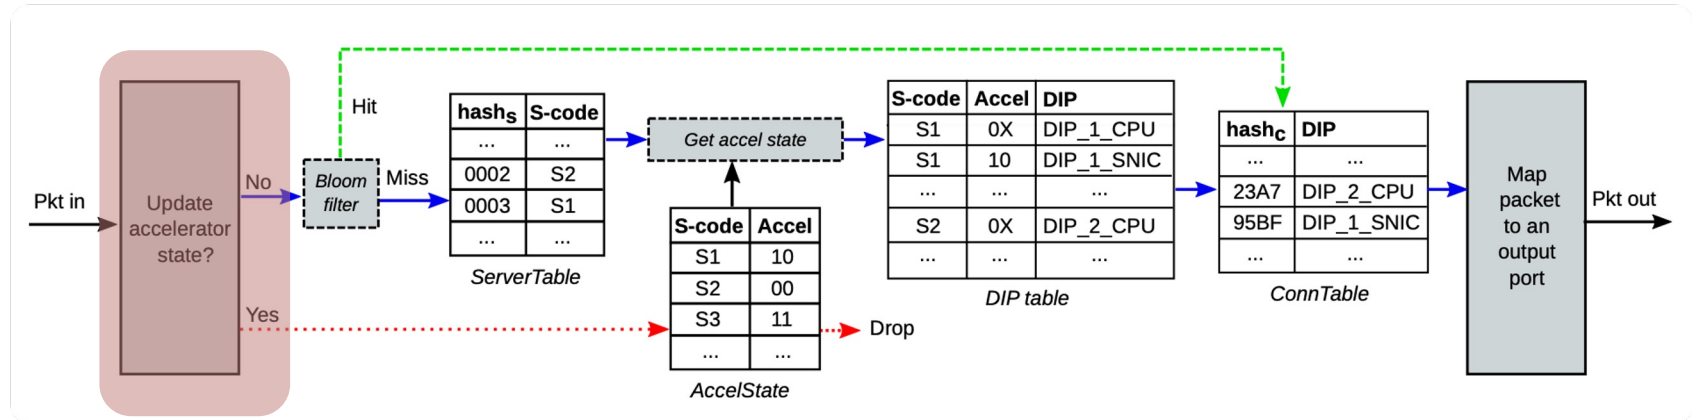 Pkt in
Update
accelerator
state?
No
Yes
Hit
Bloom
filter
Miss
hashs S-code
... ...
0002 S2
0003 S1
... ...
ServerTable
Get accel state
S-code Accel
S1 10
S2 00
S3 11
... ...
AccelState
Drop
S-code Accel DIP
S1 0X DIP_1_CPU
S1 10 DIP_1_SNIC
... ... ...
S2 0X DIP_2_CPU
... ... ...
DIP table
hashc DIP
... ...
23A7 DIP_2_CPU
95BF DIP_1_SNIC
... ...
ConnTable
Map
packet
to an
output
port
Pkt out